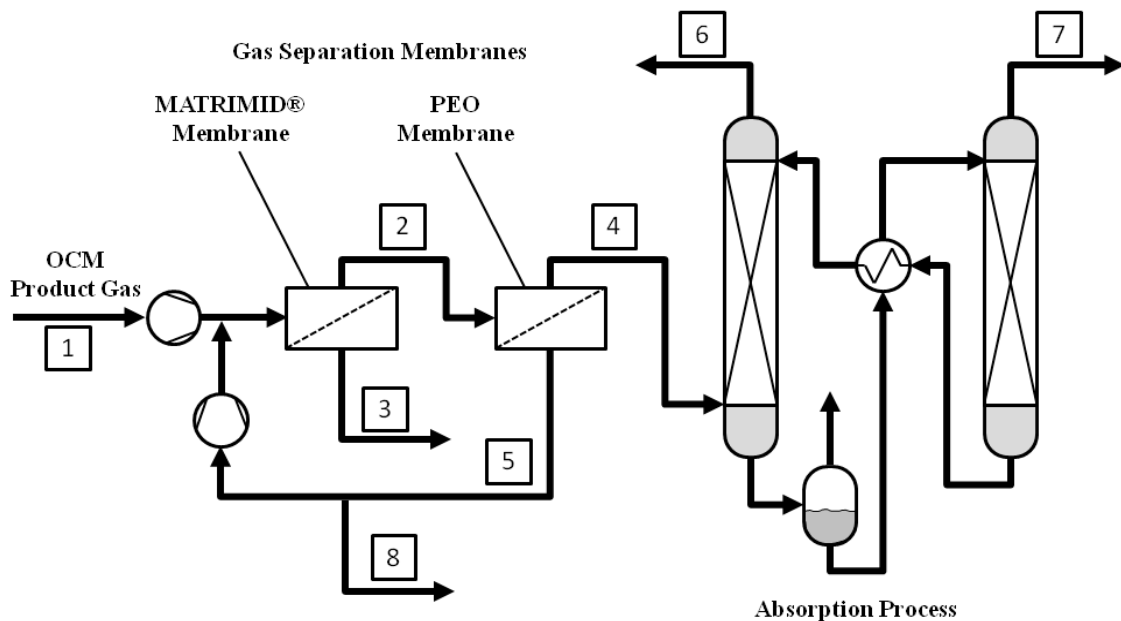 6
7
Gas Separation Membranes
MATRIMID®
Membrane
PEO
Membrane
2
4
OCM
Product Gas
1
3
5
8
Absorption Process